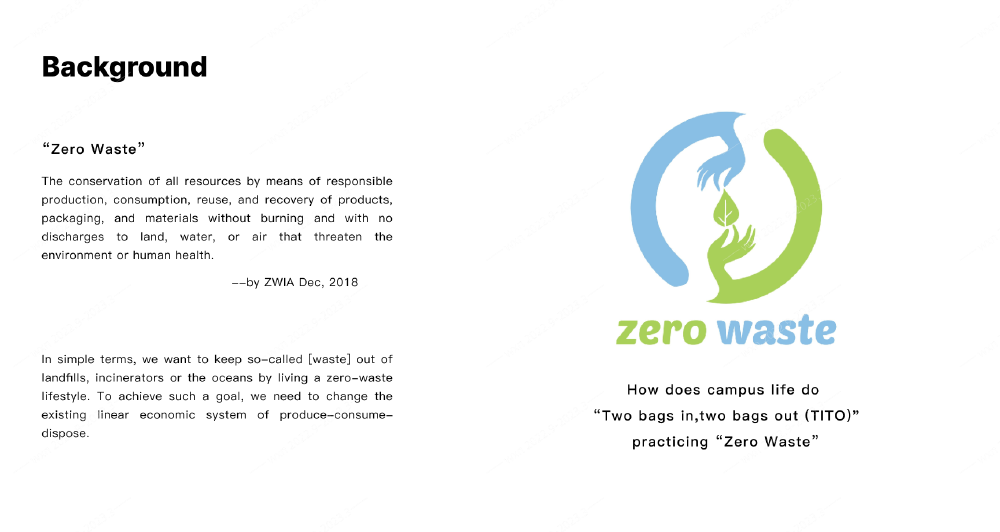 Background
“Zero Waste”
The conservation of all resources by means of responsible
production, consumption, reuse, and recovery of products,
packaging, and materials without burning and with no
discharges to land, water, or air that threaten the
environment or human health.
--by ZWIA Dec, 2018
In simple terms, we want to keep so-called [waste] out of
landfills, incinerators or the oceans by living a zero-waste
lifestyle. To achieve such a goal, we need to change the
existing linear economic system of produce-consume-
dispose.
zero waste
How does campus life do
“Two bags in,two bags out (TITO)”
practicing “Zero Waste”